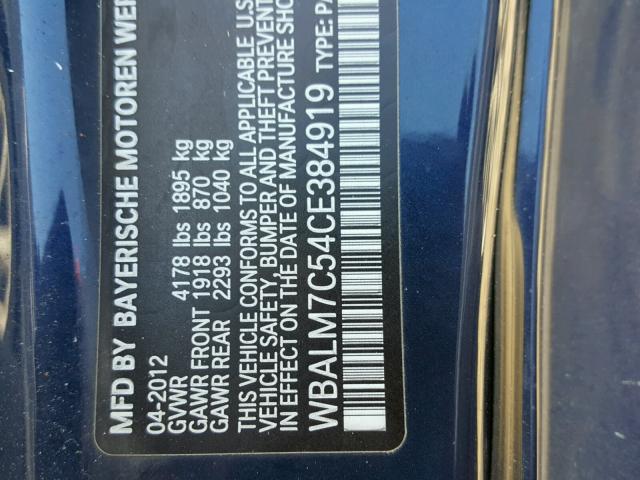 MFD BY BAYERISCHE MOTOREN WER
04-2012
GVWR 4178 lbs 1895 kg
GAWR FRONT 1918 lbs 870 kg
GAWR REAR 2293 lbs 1040 kg
THIS VEHICLE CONFORMS TO ALL APPLICABLE U.S
VEHICLE SAFETY, BUMPER AND THEFT PREVENT
IN EFFECT ON THE DATE OF MANUFACTURE SHO
WBALM7C54CE384919 TYPE: PA